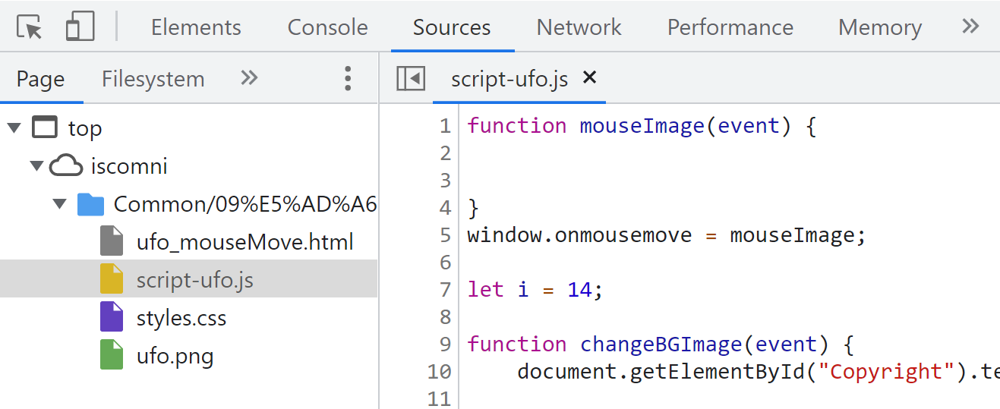 Elements Console Sources Network Performance Memory
Page Filesystem
script-ufo.js
top
iscomni
Common/09%E5%AD%A6
ufo_mouseMove.html
script-ufo.js
styles.css
ufo.png
1 function mouseImage(event) {
2
3
4 }
5 window.onmousemove = mouseImage;
6
7 let i = 14;
8
9 function changeBGImage(event) {
10 document.getElementById("Copyright").te
11